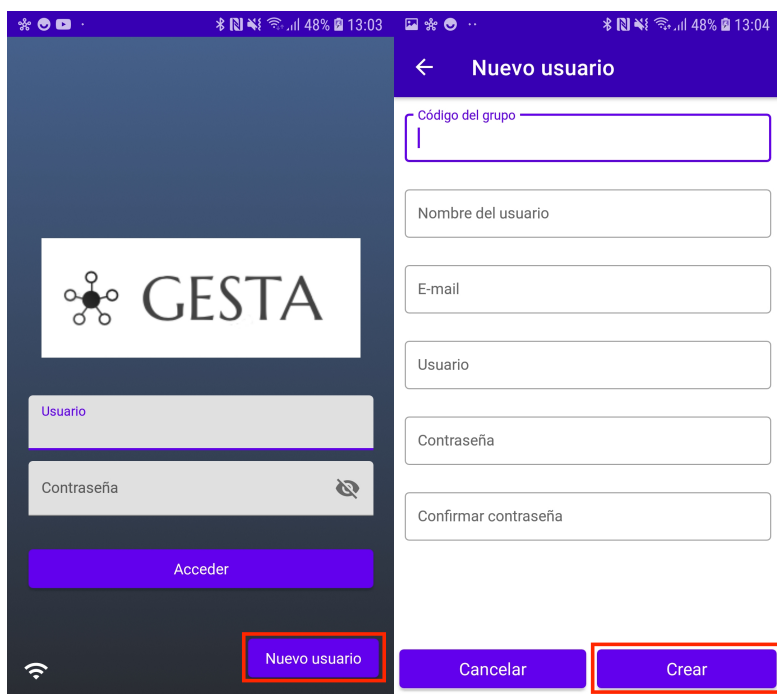 48% 13:03
GESTA
Usuario
Contraseña
Acceder
Nuevo usuario
48% 13:04
Nuevo usuario
Código del grupo
Nombre del usuario
E-mail
Usuario
Contraseña
Confirmar contraseña
Cancelar
Crear